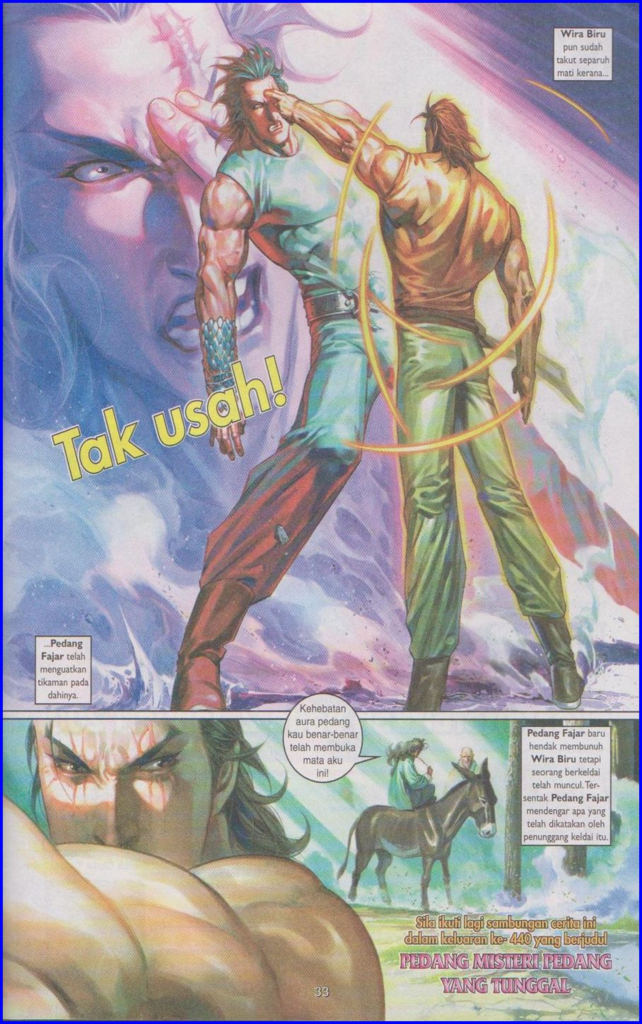 Wira Biru
pun sudah
takut separuh
mati kerana...
Tak usah!
...Pedang
Fajar telah
menguatkan
tikaman pada
dahinya.
Kehebatan
aura pedang
kau benar-benar
telah membuka
mata aku
ini!
Pedang Fajar baru
hendak membunuh
Wira Biru tetapi
seorang berkeldai
telah muncul. Ter-
sentak Pedang Fajar
mendengar apa yang
telah dikatakan oleh
penunggang keldai itu.
Sila ikuti lagi sambungan cerita ini
dalam keluaran ke- 440 yang berjudul
PEDANG MISTERI PEDANG
YANG TUNGGAL
33